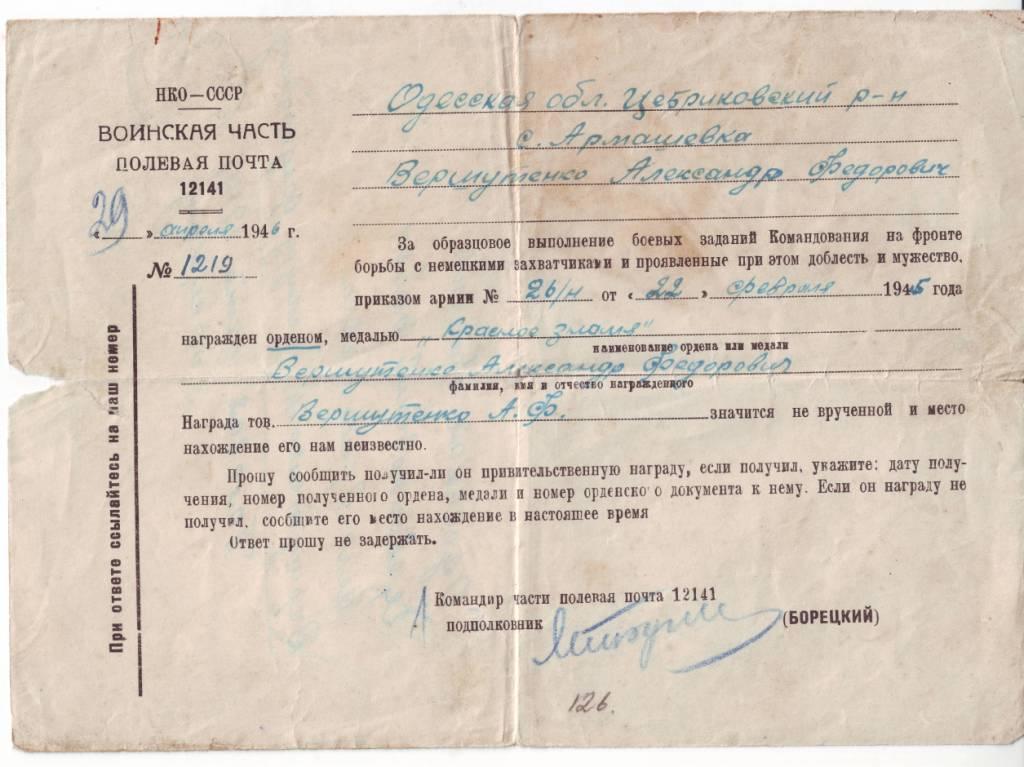 НКО—СССР
ВОИНСКАЯ ЧАСТЬ
ПОЛЕВАЯ ПОЧТА
12141
«29» апреля 1946 г.
№ 1219
При ответе ссылайтесь на наш номер
Одесская обл. Цебриковский р-н
с. Армашевка
Вершутенко Александр Федорович
За образцовое выполнение боевых заданий Командования на фронте
борьбы с немецкими захватчиками и проявленные при этом доблесть и мужество,
приказом армии № 26/н от «22» февраля 1945 года
награжден орденом, медалью „Красное знамя"
наименование ордена или медали
Вершутенко Александр Федорович
фамилия, имя и отчество награжденного
Награда тов. Вершутенко А. Ф. значится не врученной и место
нахождение его нам неизвестно.
Прошу сообщить получил-ли он привительственную награду, если получил, укажите: дату полу-
чения, номер полученного ордена, медали и номер орденского документа к нему. Если он награду не
получил, сообщите его место нахождение в настоящее время
Ответ прошу не задержать.
Командир части полевая почта 12141
подполковник (БОРЕЦКИЙ)
126.